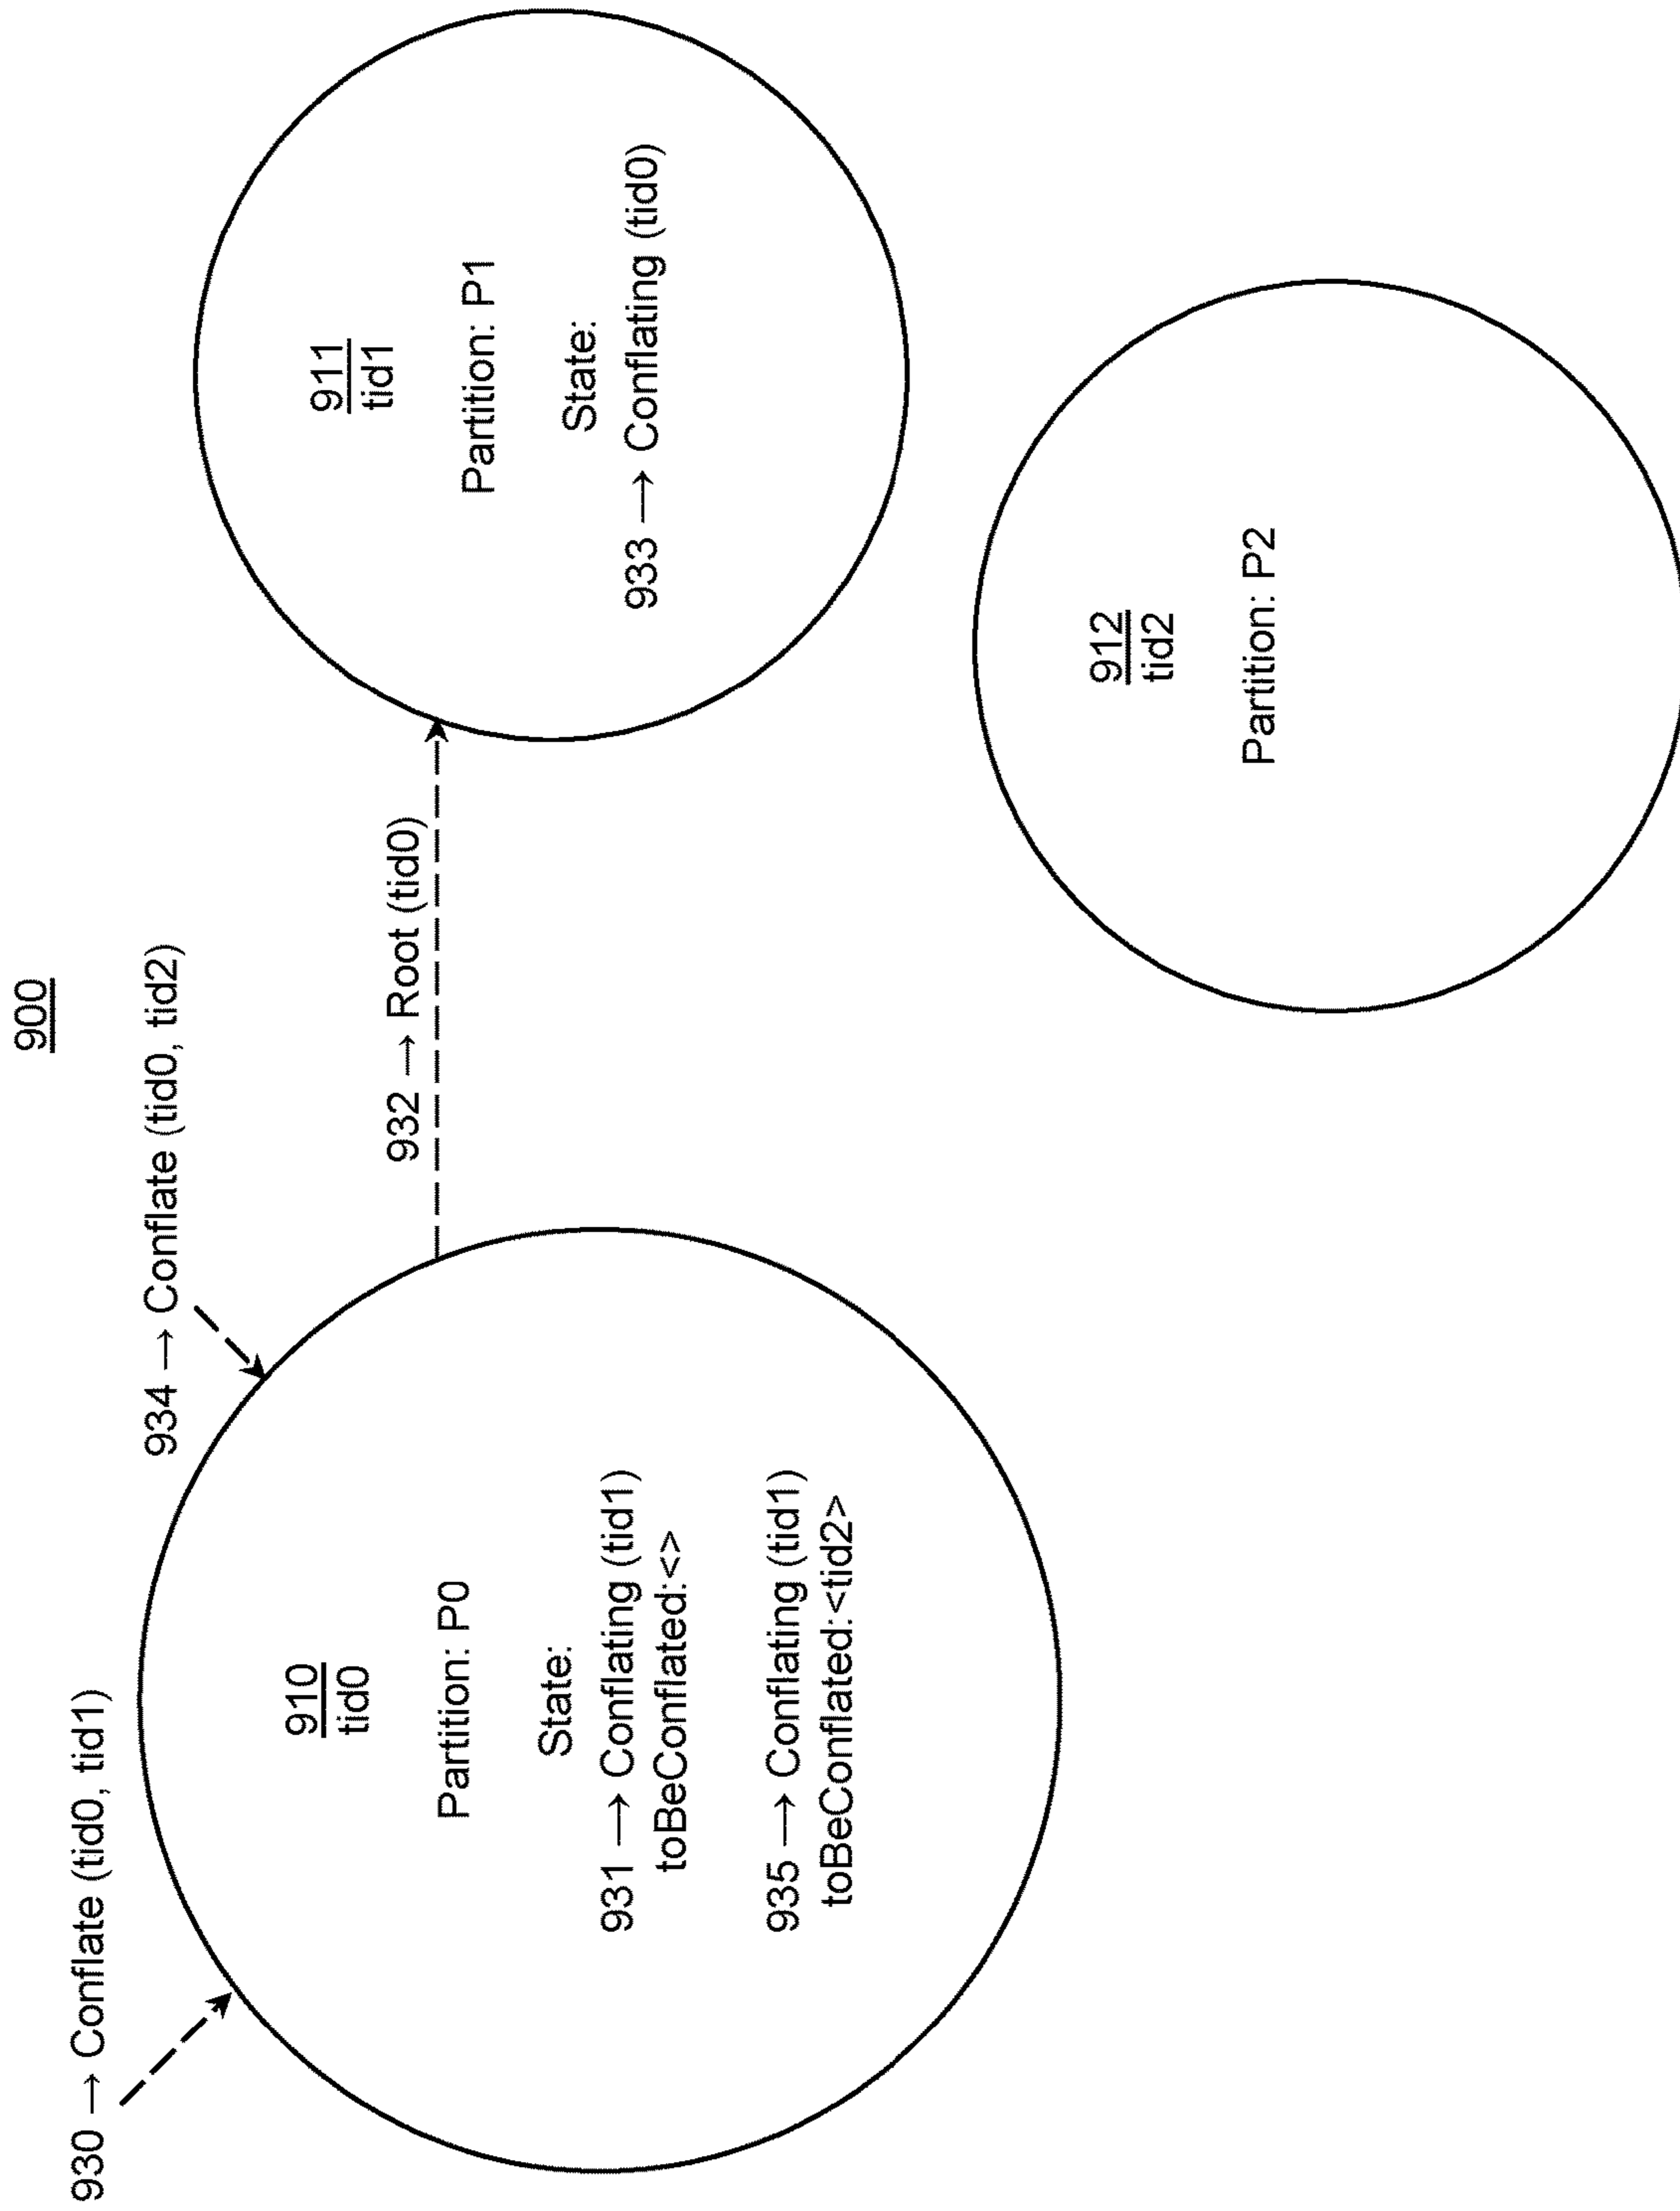 900
930 → Conflate (tid0, tid1)
934 → Conflate (tid0, tid2)
910
tid0
Partition: P0
State:
931 → Conflating (tid1)
toBeConflated:<>
935 → Conflating (tid1)
toBeConflated:<tid2>
932 → Root (tid0)
911
tid1
Partition: P1
State:
933 → Conflating (tid0)
912
tid2
Partition: P2